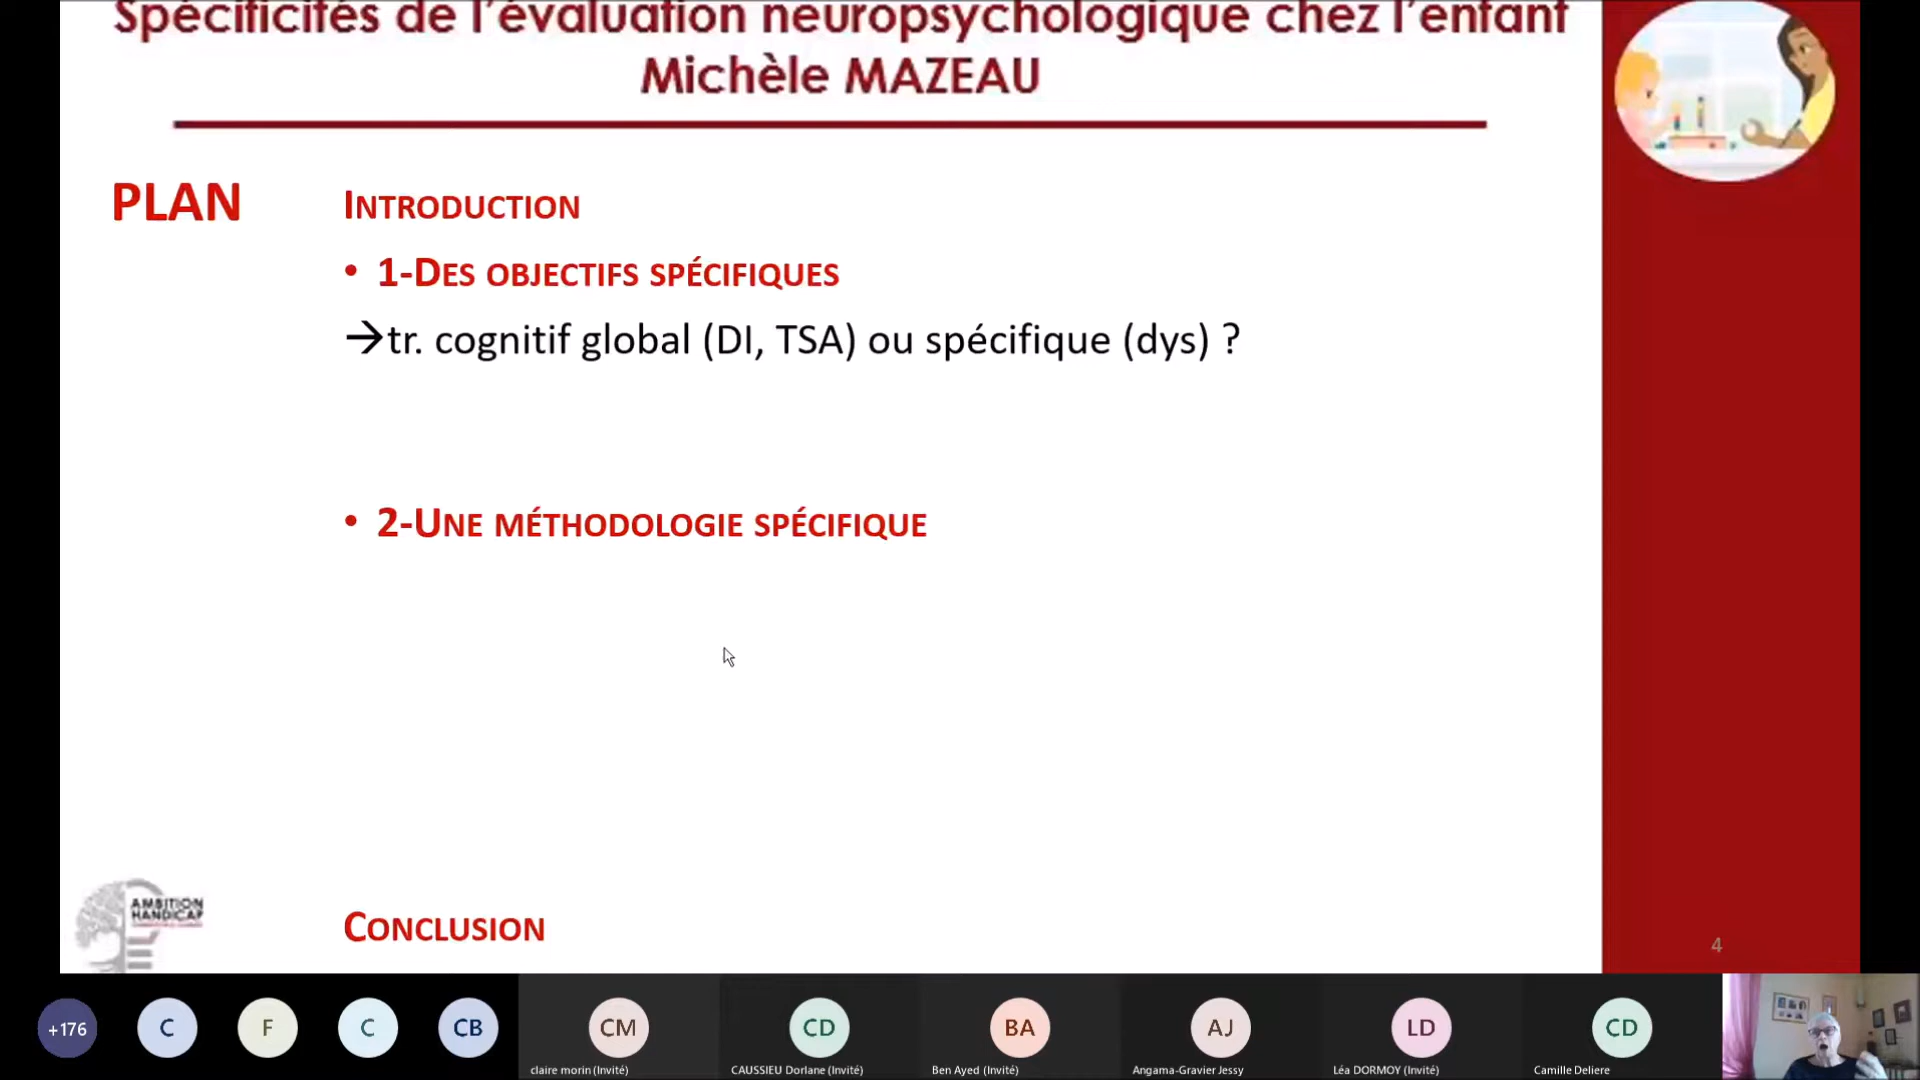 Spécificités de l'évaluation neuropsychologique chez l'enfant
Michèle MAZEAU
PLAN
INTRODUCTION
• 1-DES OBJECTIFS SPÉCIFIQUES
→tr. cognitif global (DI, TSA) ou spécifique (dys) ?
• 2-UNE MÉTHODOLOGIE SPÉCIFIQUE
AMBITION
HANDICAP
CONCLUSION
4
+176
C
F
C
CB
CM
CD
BA
AJ
LD
CD
claire morin (Invité)
CAUSSIEU Dorlane (Invité)
Ben Ayed (Invité)
Angama-Gravier Jessy
Léa DORMOY (Invité)
Camille Deliere